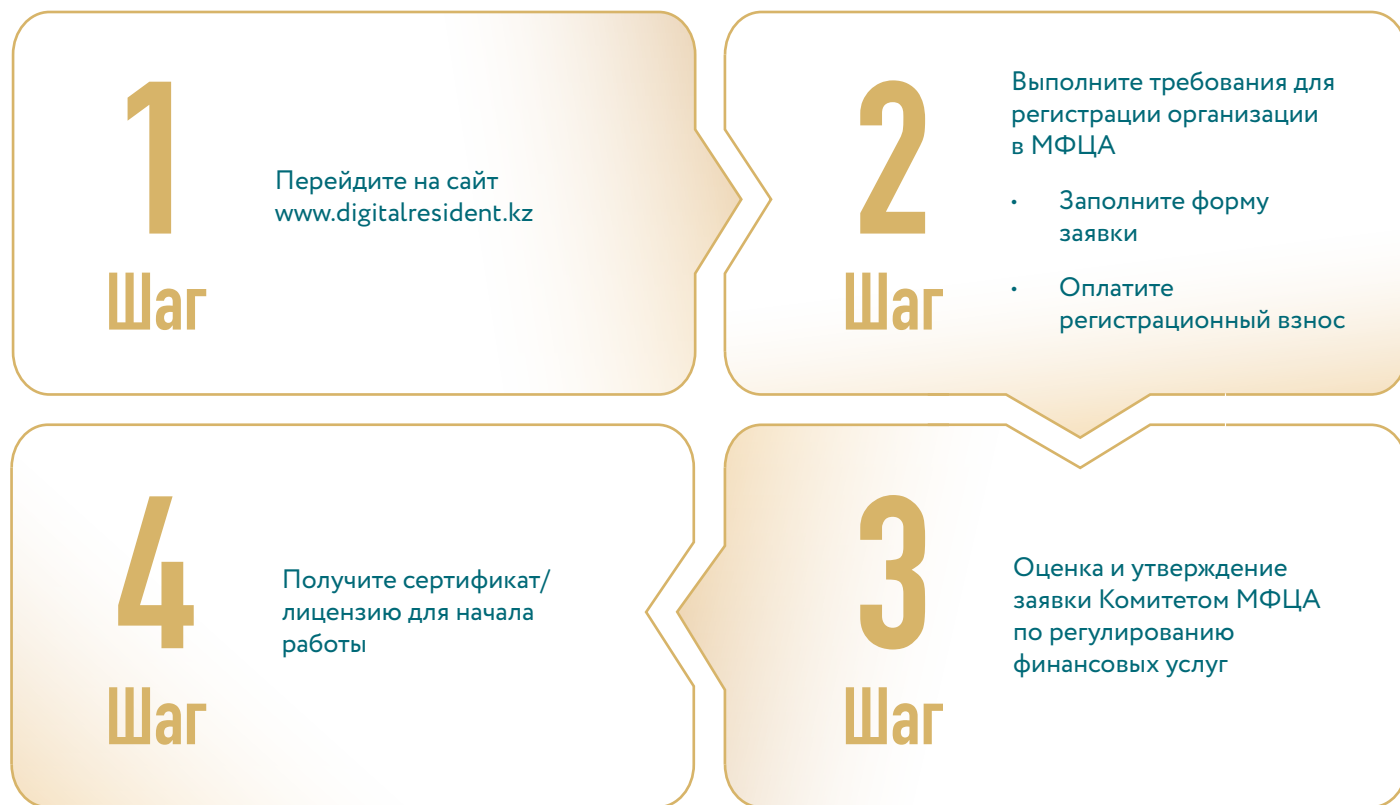 1
Шаг
Перейдите на сайт
www.digitalresident.kz
2
Шаг
Выполните требования для
регистрации организации
в МФЦА
• Заполните форму
заявки
• Оплатите
регистрационный взнос
3
Шаг
Оценка и утверждение
заявки Комитетом МФЦА
по регулированию
финансовых услуг
4
Шаг
Получите сертификат/
лицензию для начала
работы